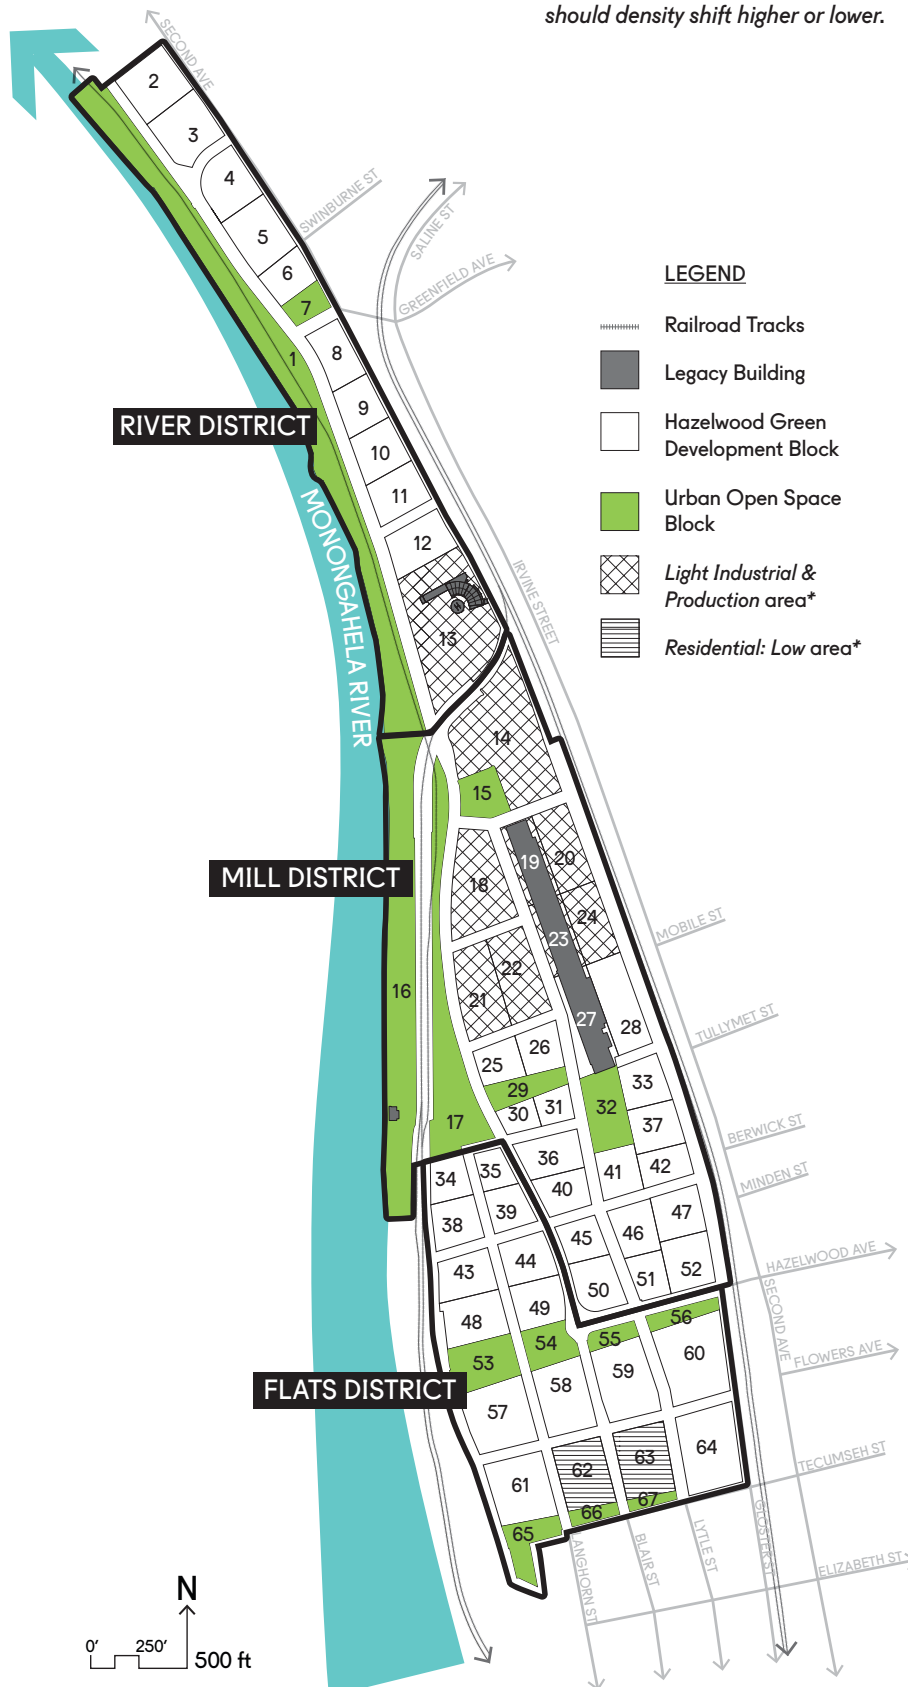 should density shift higher or lower.
SECOND AVE
2
3
4
SWINBURNE ST
SALINE ST
5
GREENFIELD AVE
6
7
LEGEND
Railroad Tracks
1
8
Legacy Building
9
RIVER DISTRICT
Hazelwood Green
Development Block
10
11
Urban Open Space
Block
MONONGAHELA RIVER
12
IRVINE STREET
Light Industrial &
Production area*
13
Residential: Low area*
14
15
19
20
MILL DISTRICT
18
24
MOBILE ST
23
22
16
21
27
28
TULLYMET ST
26
25
33
29
30
31
32
17
37
BERWICK ST
36
34
35
41
42
MINDEN ST
40
38
39
47
45
46
HAZELWOOD AVE
43
44
50
51
52
SECOND AVE
48
49
56
54
55
53
60
FLOWERS AVE
59
FLATS DISTRICT
58
57
64
TECUMSEH ST
63
62
61
67
66
65
GLOSTER ST
LYTLE ST
BLAIR ST
LANGHORN ST
ELIZABETH ST
N
0'
250'
500 ft